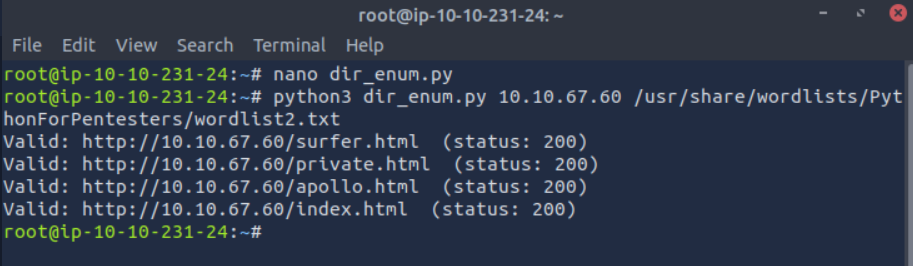 root@ip-10-10-231-24: ~
File Edit View Search Terminal Help
root@ip-10-10-231-24:~# nano dir_enum.py
root@ip-10-10-231-24:~# python3 dir_enum.py 10.10.67.60 /usr/share/wordlists/Pyt
honForPentesters/wordlist2.txt
Valid: http://10.10.67.60/surfer.html  (status: 200)
Valid: http://10.10.67.60/private.html  (status: 200)
Valid: http://10.10.67.60/apollo.html  (status: 200)
Valid: http://10.10.67.60/index.html  (status: 200)
root@ip-10-10-231-24:~#